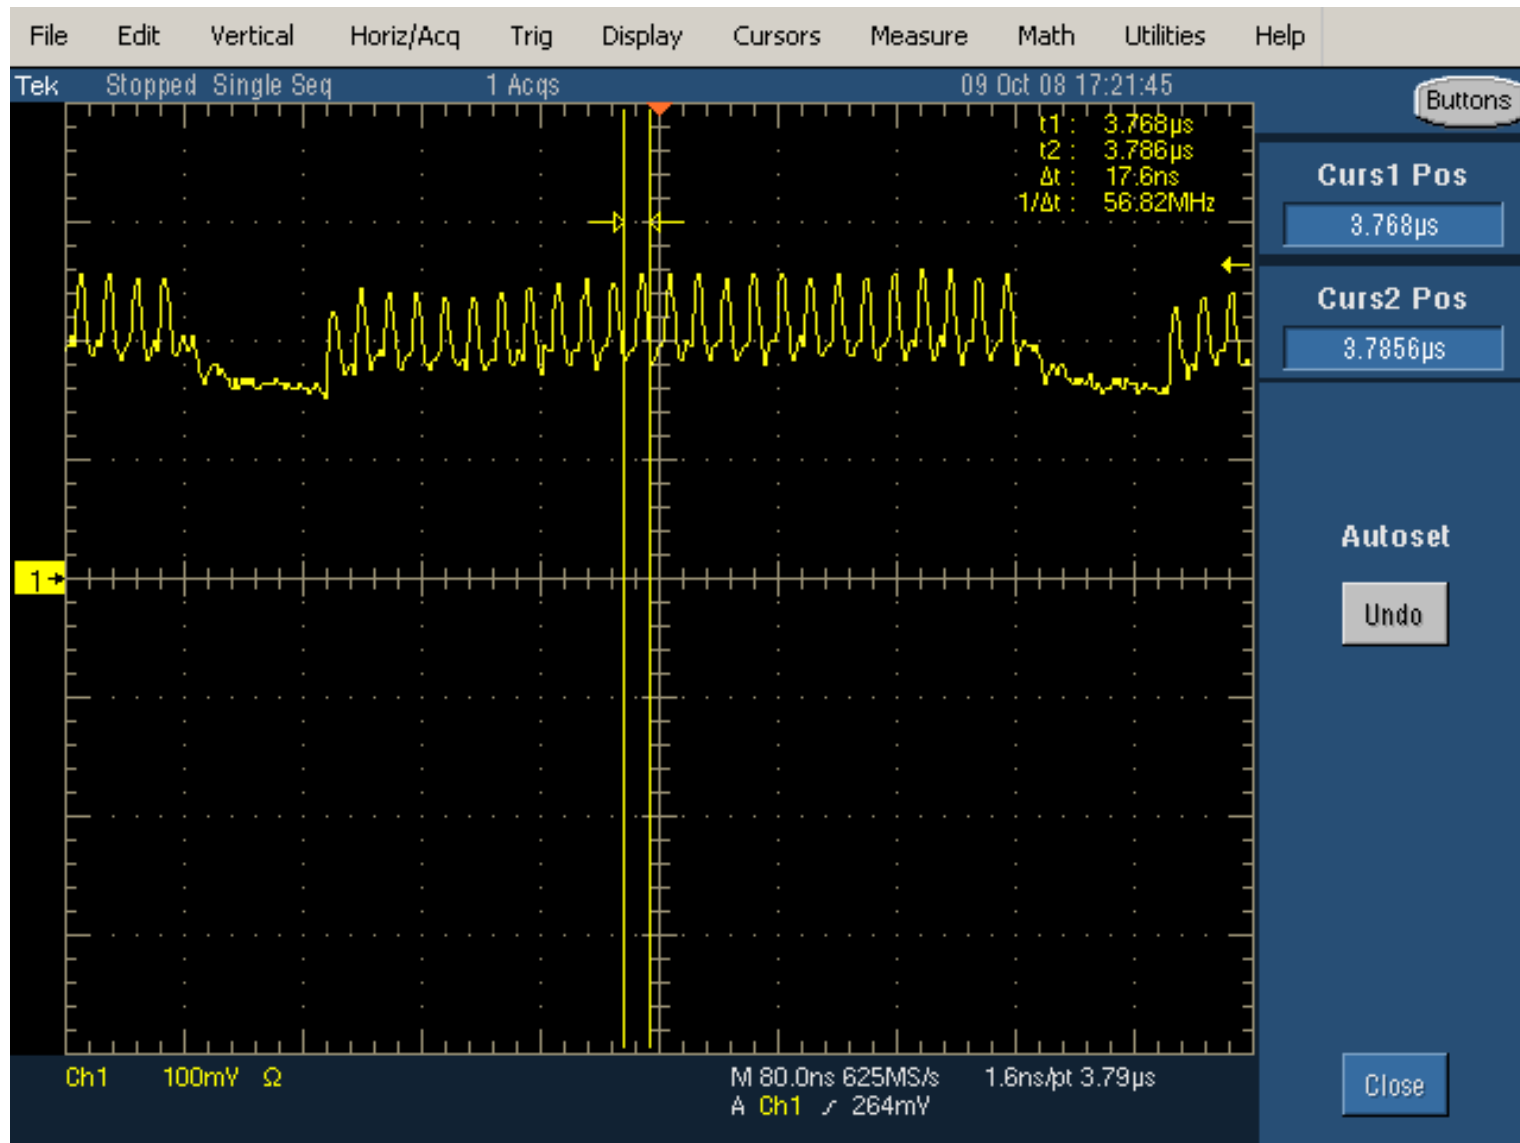 File Edit Vertical Horiz/Acq Trig Display Cursors Measure Math Utilities Help
Tek Stopped Single Seq 1 Acqs 09 Oct 08 17:21:45
Buttons
t1 : 3.768µs
t2 : 3.786µs
Δt : 17.6ns
1/Δt : 56.82MHz
Curs1 Pos
3.768µs
Curs2 Pos
3.7856µs
Autoset
Undo
1
Ch1 100mV Ω
M 80.0ns 625MS/s 1.6ns/pt 3.79µs
A Ch1 ⁄ 264mV
Close